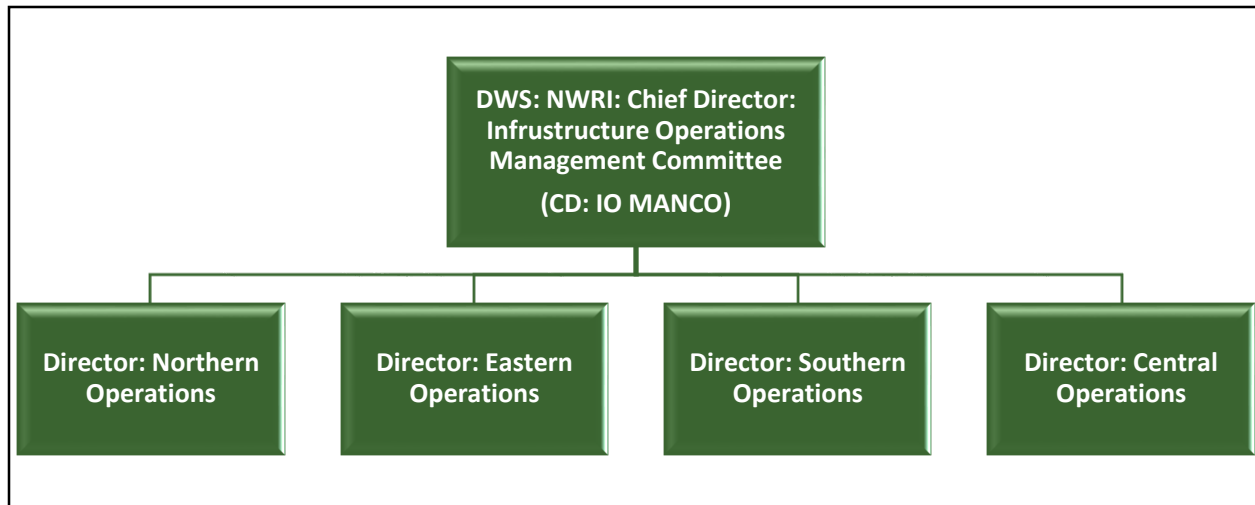 DWS: NWRI: Chief Director:
Infrustructure Operations
Management Committee
(CD: IO MANCO)
Director: Northern
Operations
Director: Eastern
Operations
Director: Southern
Operations
Director: Central
Operations